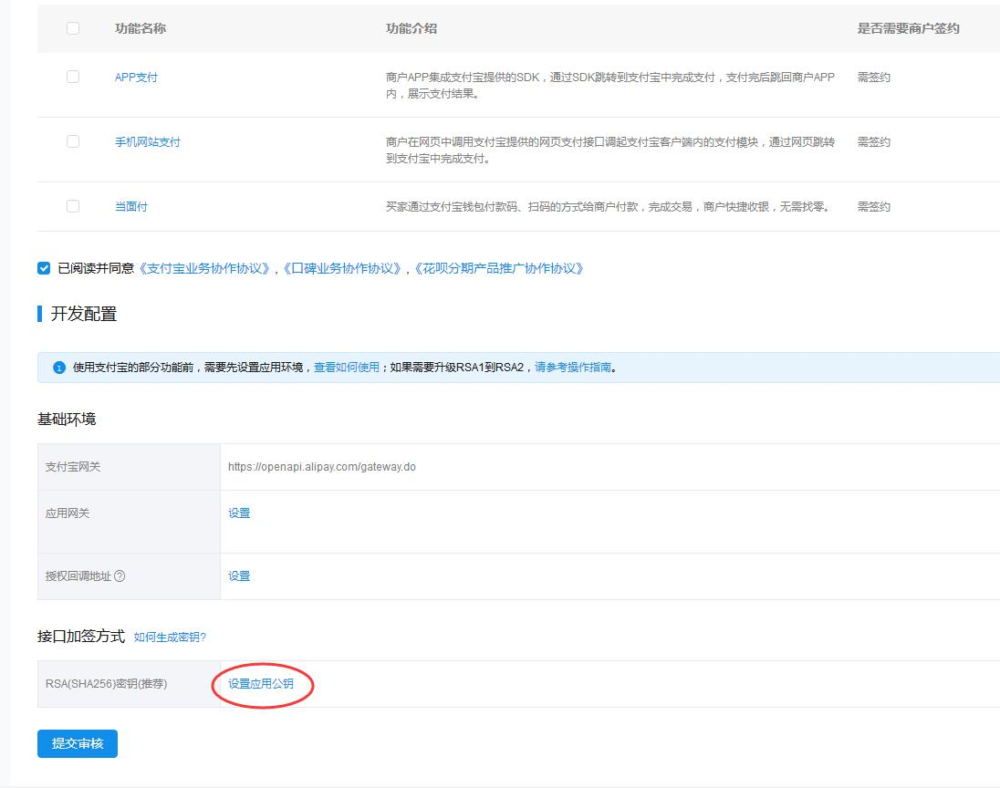 功能名称 功能介绍 是否需要商户签约
APP支付 商户APP集成支付宝提供的SDK，通过SDK跳转到支付宝中完成支付，支付完后跳回商户APP 需签约
内，展示支付结果。
手机网站支付 商户在网页中调用支付宝提供的网页支付接口调起支付宝客户端内的支付模块，通过网页跳转 需签约
到支付宝中完成支付。
当面付 买家通过支付宝钱包付款码、扫码的方式给商户付款，完成交易，商户快捷收银，无需找零。 需签约
已阅读并同意《支付宝业务协作协议》,《口碑业务协作协议》,《花呗分期产品推广协作协议》
开发配置
使用支付宝的部分功能前，需要先设置应用环境，查看如何使用；如果需要升级RSA1到RSA2，请参考操作指南。
基础环境
支付宝网关 https://openapi.alipay.com/gateway.do
应用网关 设置
授权回调地址 ? 设置
接口加签方式 如何生成密钥?
RSA(SHA256)密钥(推荐) 设置应用公钥
提交审核